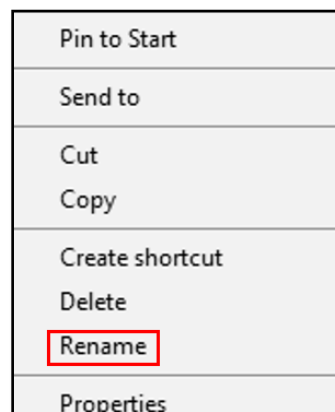 Pin to Start
Send to
Cut
Copy
Create shortcut
Delete
Rename
Properties